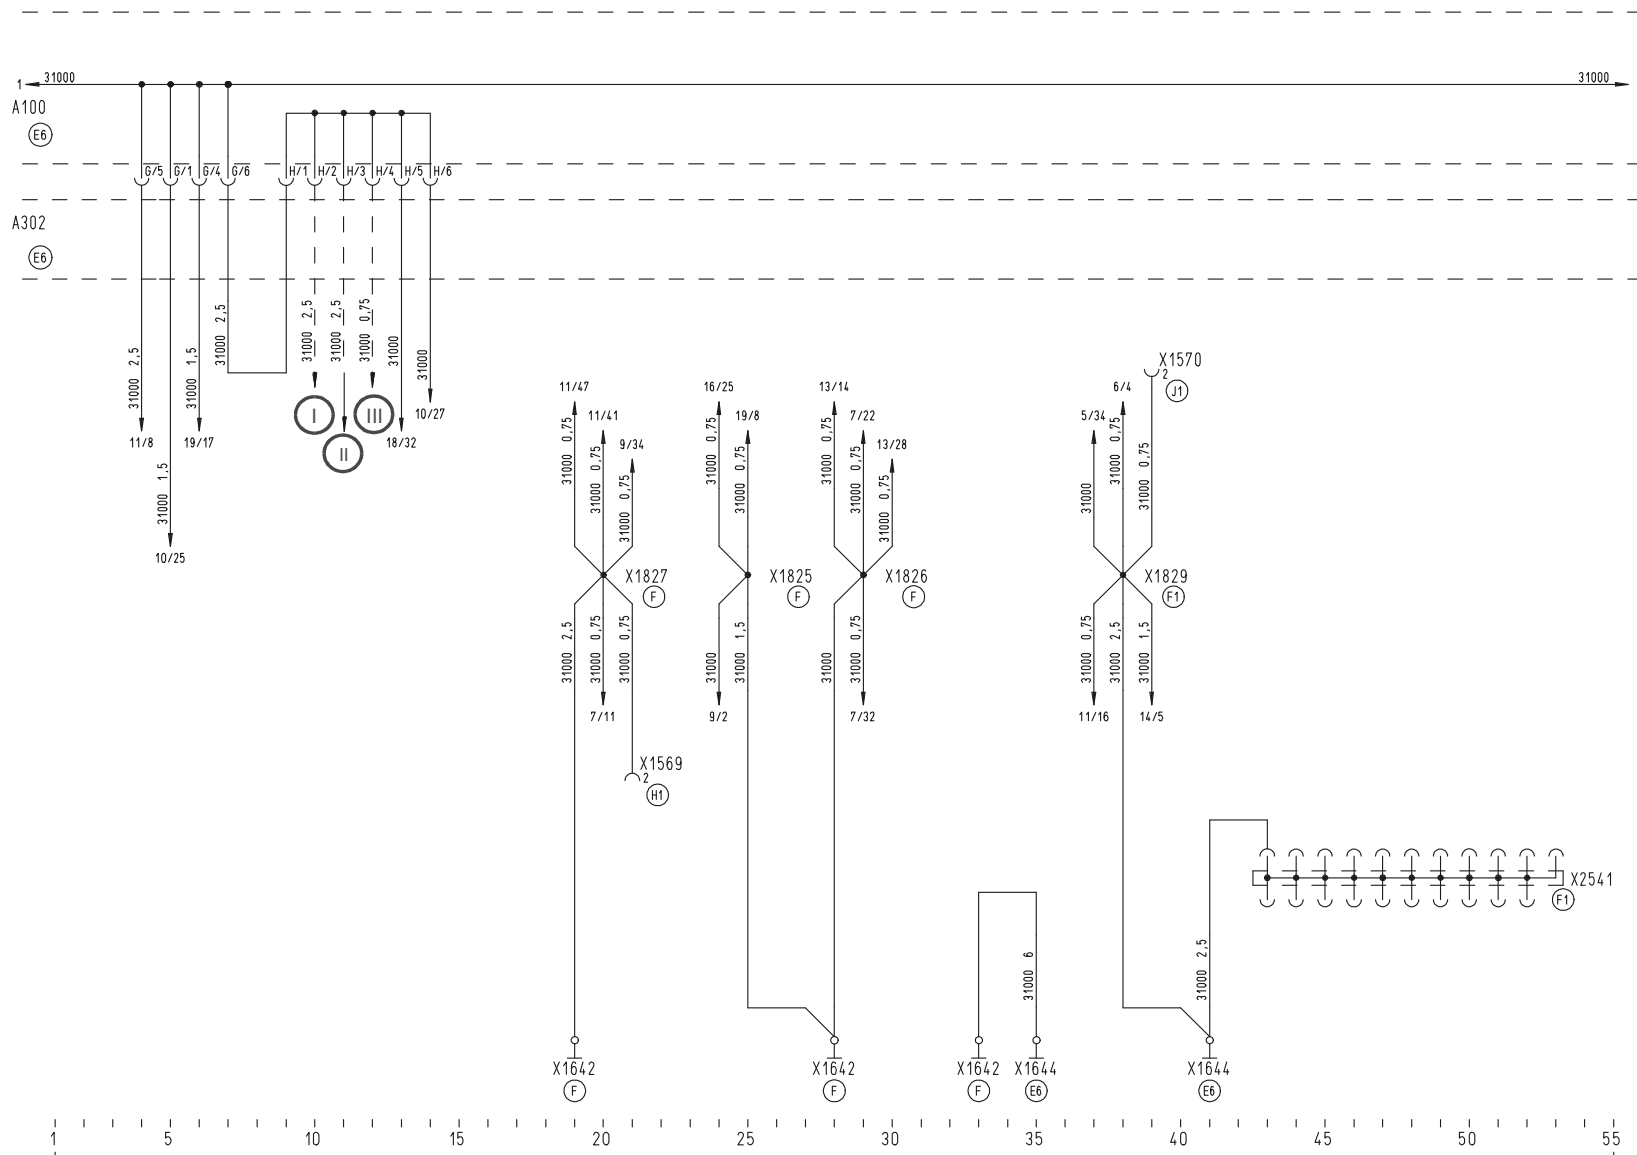 31000 31000
1
A100
E6
G/5 G/1 G/4 G/6 H/1 H/2 H/3 H/4 H/5 H/6
A302
E6
31000 2,5
31000 1,5
31000 1,5
31000 2,5
31000 2,5
31000 2,5
31000 0,75
31000
31000
11/8
10/25
19/17
I
II
III
18/32
10/27
11/47
11/41
9/34
31000 0,75
31000 0,75
31000 0,75
X1827
F
31000 2,5
31000 0,75
31000 0,75
7/11
X1569
2
H1
16/25
19/8
31000 0,75
31000 0,75
X1825
F
31000
31000 1,5
9/2
13/14
7/22
13/28
31000 0,75
31000 0,75
31000 0,75
X1826
F
31000
31000 0,75
7/32
5/34
6/4
X1570
2
J1
31000
31000 0,75
31000 0,75
X1829
F1
31000 0,75
31000 2,5
31000 1,5
11/16
14/5
X2541
F1
31000 6
31000 2,5
X1642 X1642 X1642 X1644 X1644
F F F E6 E6
1 5 10 15 20 25 30 35 40 45 50 55